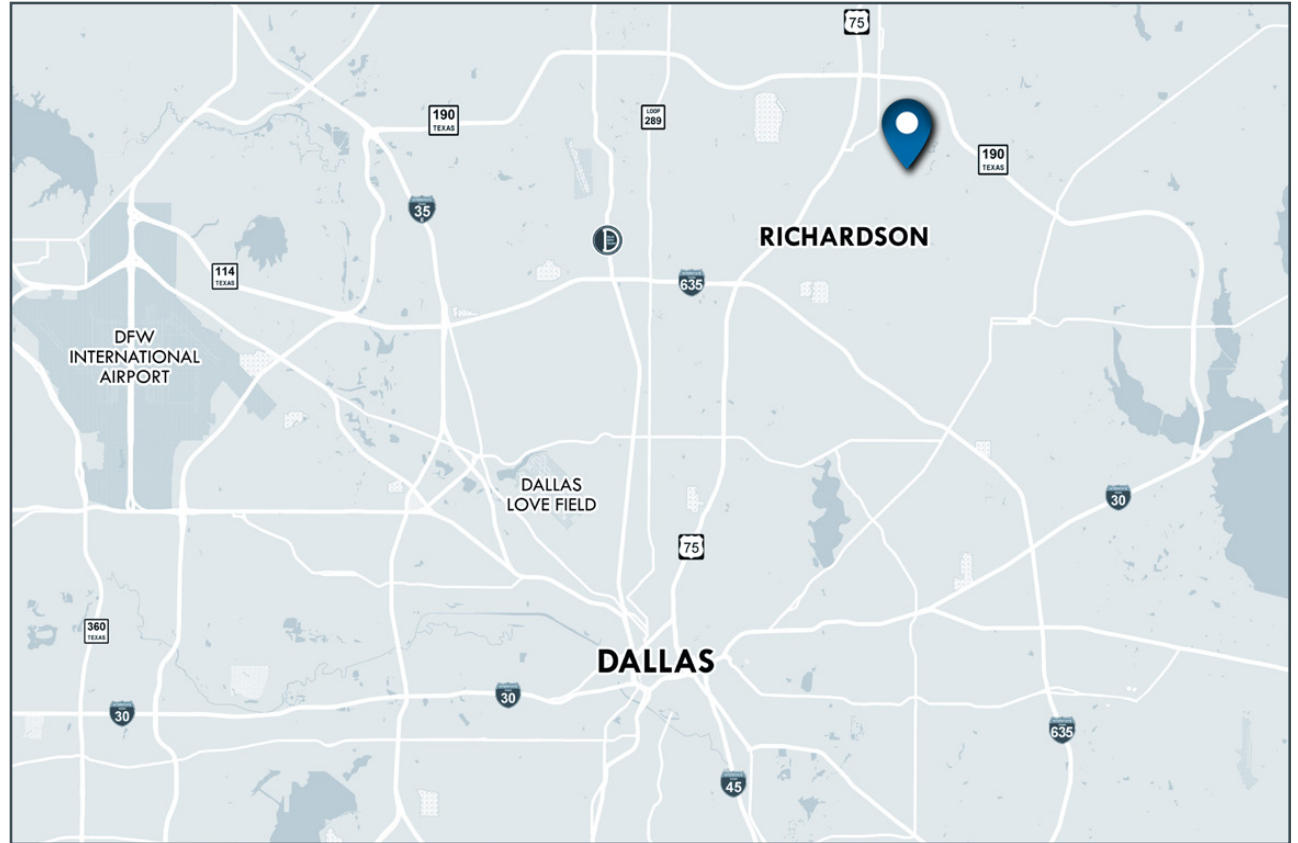 75
190
TEXAS
LOOP
289
190
TEXAS
35
E
RICHARDSON
114
TEXAS
635
DFW
INTERNATIONAL
AIRPORT
DALLAS
LOVE FIELD
30
75
360
TEXAS
DALLAS
30
30
635
45